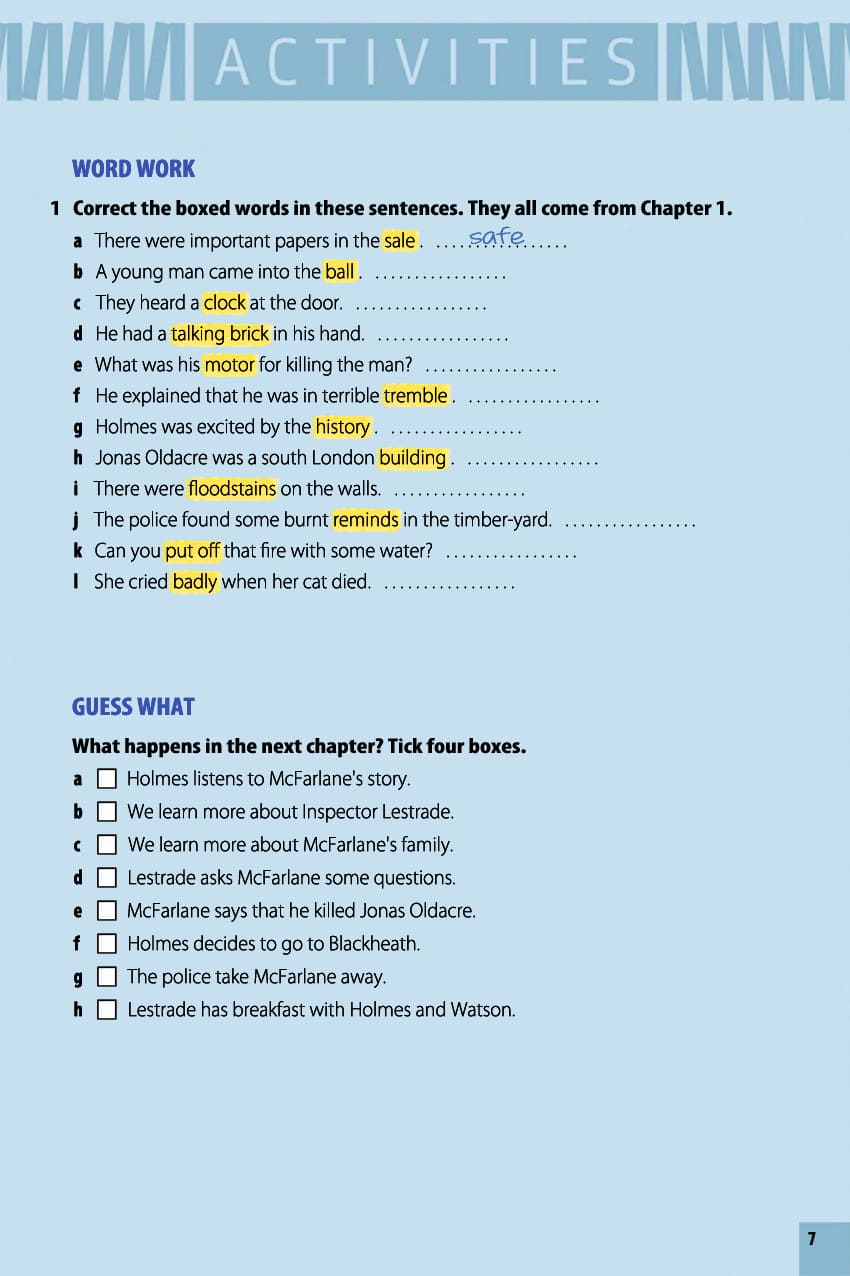 ACTIVITIES
WORD WORK
1 Correct the boxed words in these sentences. They all come from Chapter 1.
a There were important papers in the sale. .....safe.....
b A young man came into the ball. .................
c They heard a clock at the door. .................
d He had a talking brick in his hand. .................
e What was his motor for killing the man? .................
f He explained that he was in terrible tremble. .................
g Holmes was excited by the history. .................
h Jonas Oldacre was a south London building. .................
i There were floodstains on the walls. .................
j The police found some burnt reminds in the timber-yard. .................
k Can you put off that fire with some water? .................
l She cried badly when her cat died. .................
GUESS WHAT
What happens in the next chapter? Tick four boxes.
a Holmes listens to McFarlane's story.
b We learn more about Inspector Lestrade.
c We learn more about McFarlane's family.
d Lestrade asks McFarlane some questions.
e McFarlane says that he killed Jonas Oldacre.
f Holmes decides to go to Blackheath.
g The police take McFarlane away.
h Lestrade has breakfast with Holmes and Watson.
7